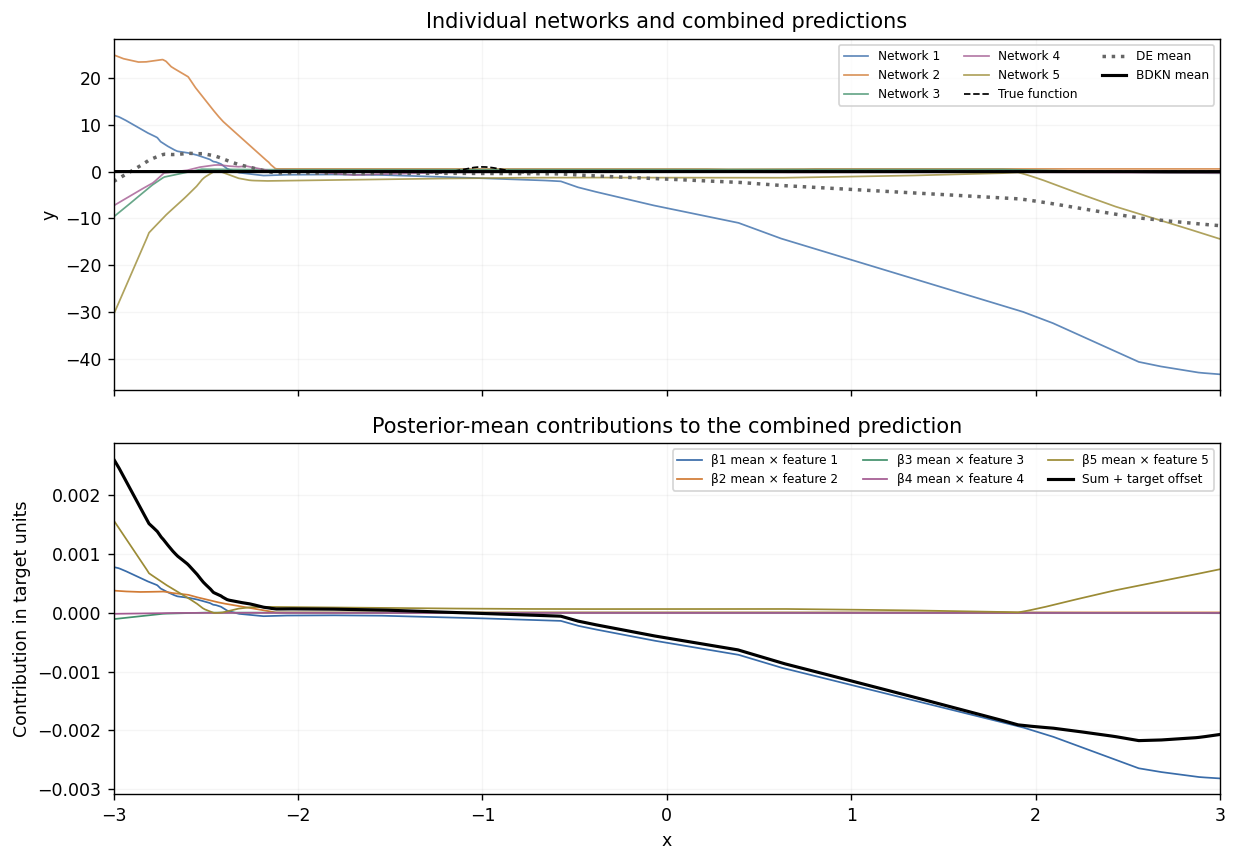 Individual networks and combined predictions
Network 1
Network 2
Network 3
Network 4
Network 5
True function
DE mean
BDKN mean
20
10
0
−10
−20
−30
−40
y
Posterior-mean contributions to the combined prediction
β1 mean × feature 1
β2 mean × feature 2
β3 mean × feature 3
β4 mean × feature 4
β5 mean × feature 5
Sum + target offset
0.002
0.001
0.000
−0.001
−0.002
−0.003
Contribution in target units
−3 −2 −1 0 1 2 3
x